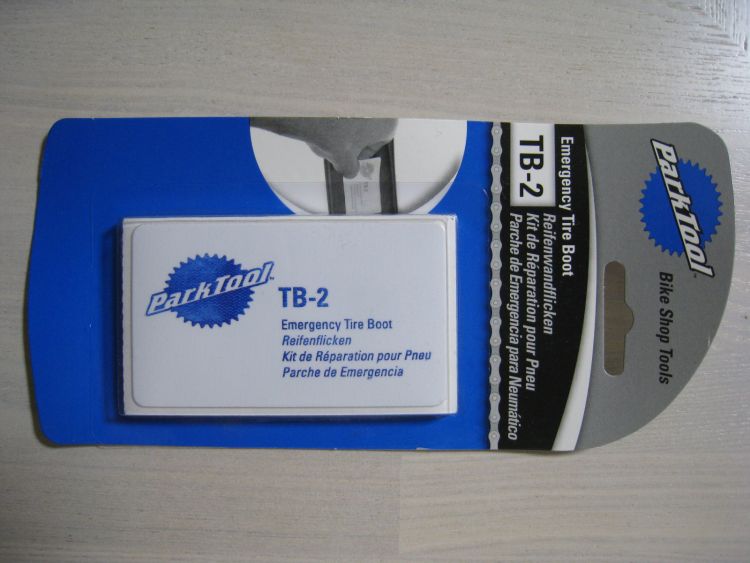 ParkTool
Bike Shop Tools
TB-2
Emergency Tire Boot
Reifenwandflicken
Kit de Réparation pour Pneu
Parche de Emergencia para Neumático
ParkTool
TB-2
Emergency Tire Boot
Reifenflicken
Kit de Réparation pour Pneu
Parche de Emergencia